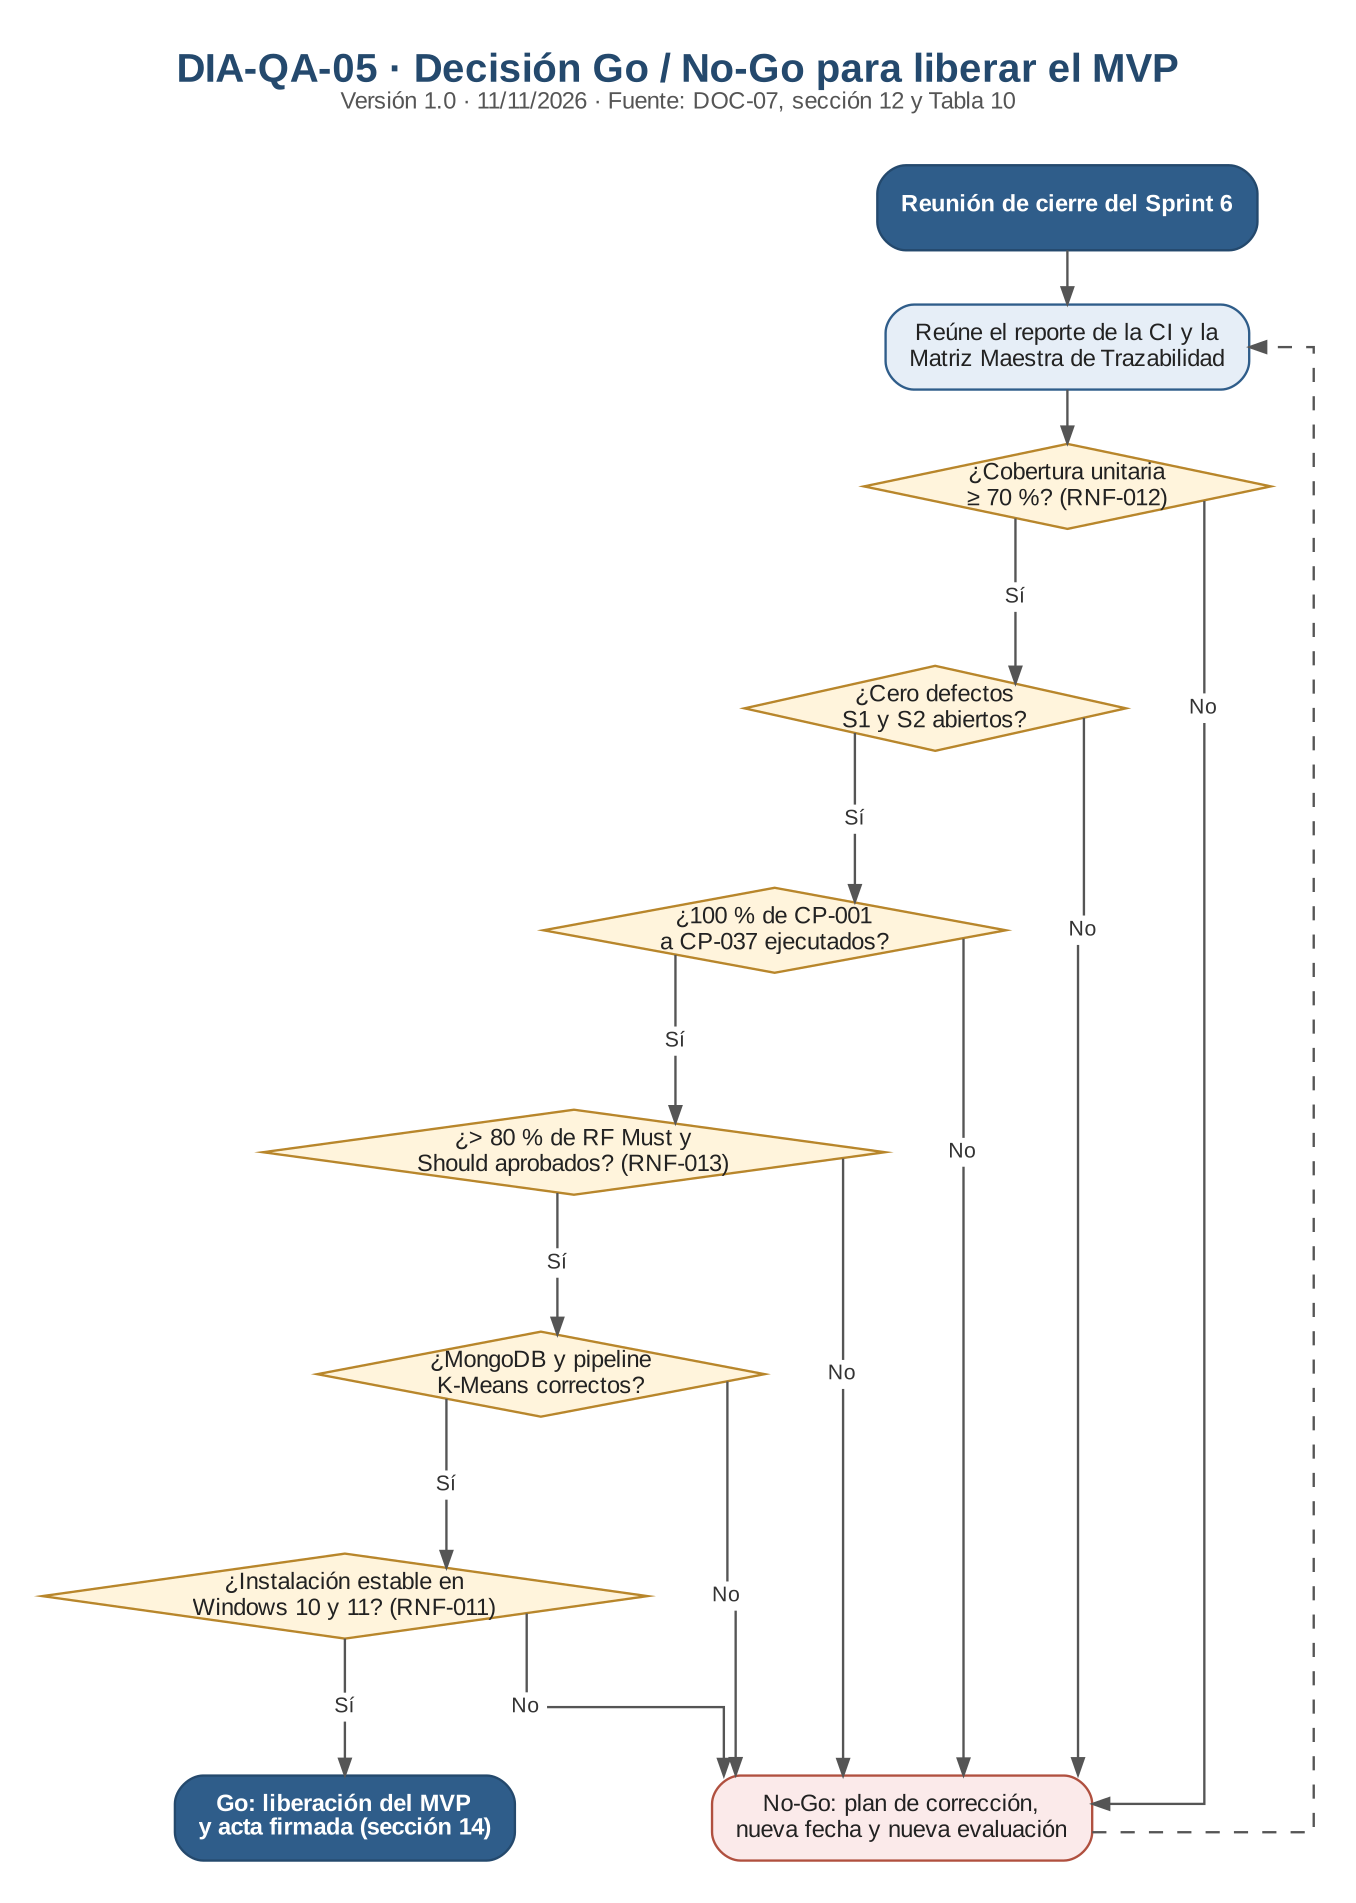 DIA-QA-05 · Decisión Go / No-Go para liberar el MVP
Versión 1.0 · 11/11/2026 · Fuente: DOC-07, sección 12 y Tabla 10
Reunión de cierre del Sprint 6
Reúne el reporte de la CI y la
Matriz Maestra de Trazabilidad
¿Cobertura unitaria
≥ 70 %? (RNF-012)
Sí
No
¿Cero defectos
S1 y S2 abiertos?
Sí
No
¿100 % de CP-001
a CP-037 ejecutados?
Sí
No
¿> 80 % de RF Must y
Should aprobados? (RNF-013)
Sí
No
¿MongoDB y pipeline
K-Means correctos?
Sí
No
¿Instalación estable en
Windows 10 y 11? (RNF-011)
Sí
No
Go: liberación del MVP
y acta firmada (sección 14)
No-Go: plan de corrección,
nueva fecha y nueva evaluación